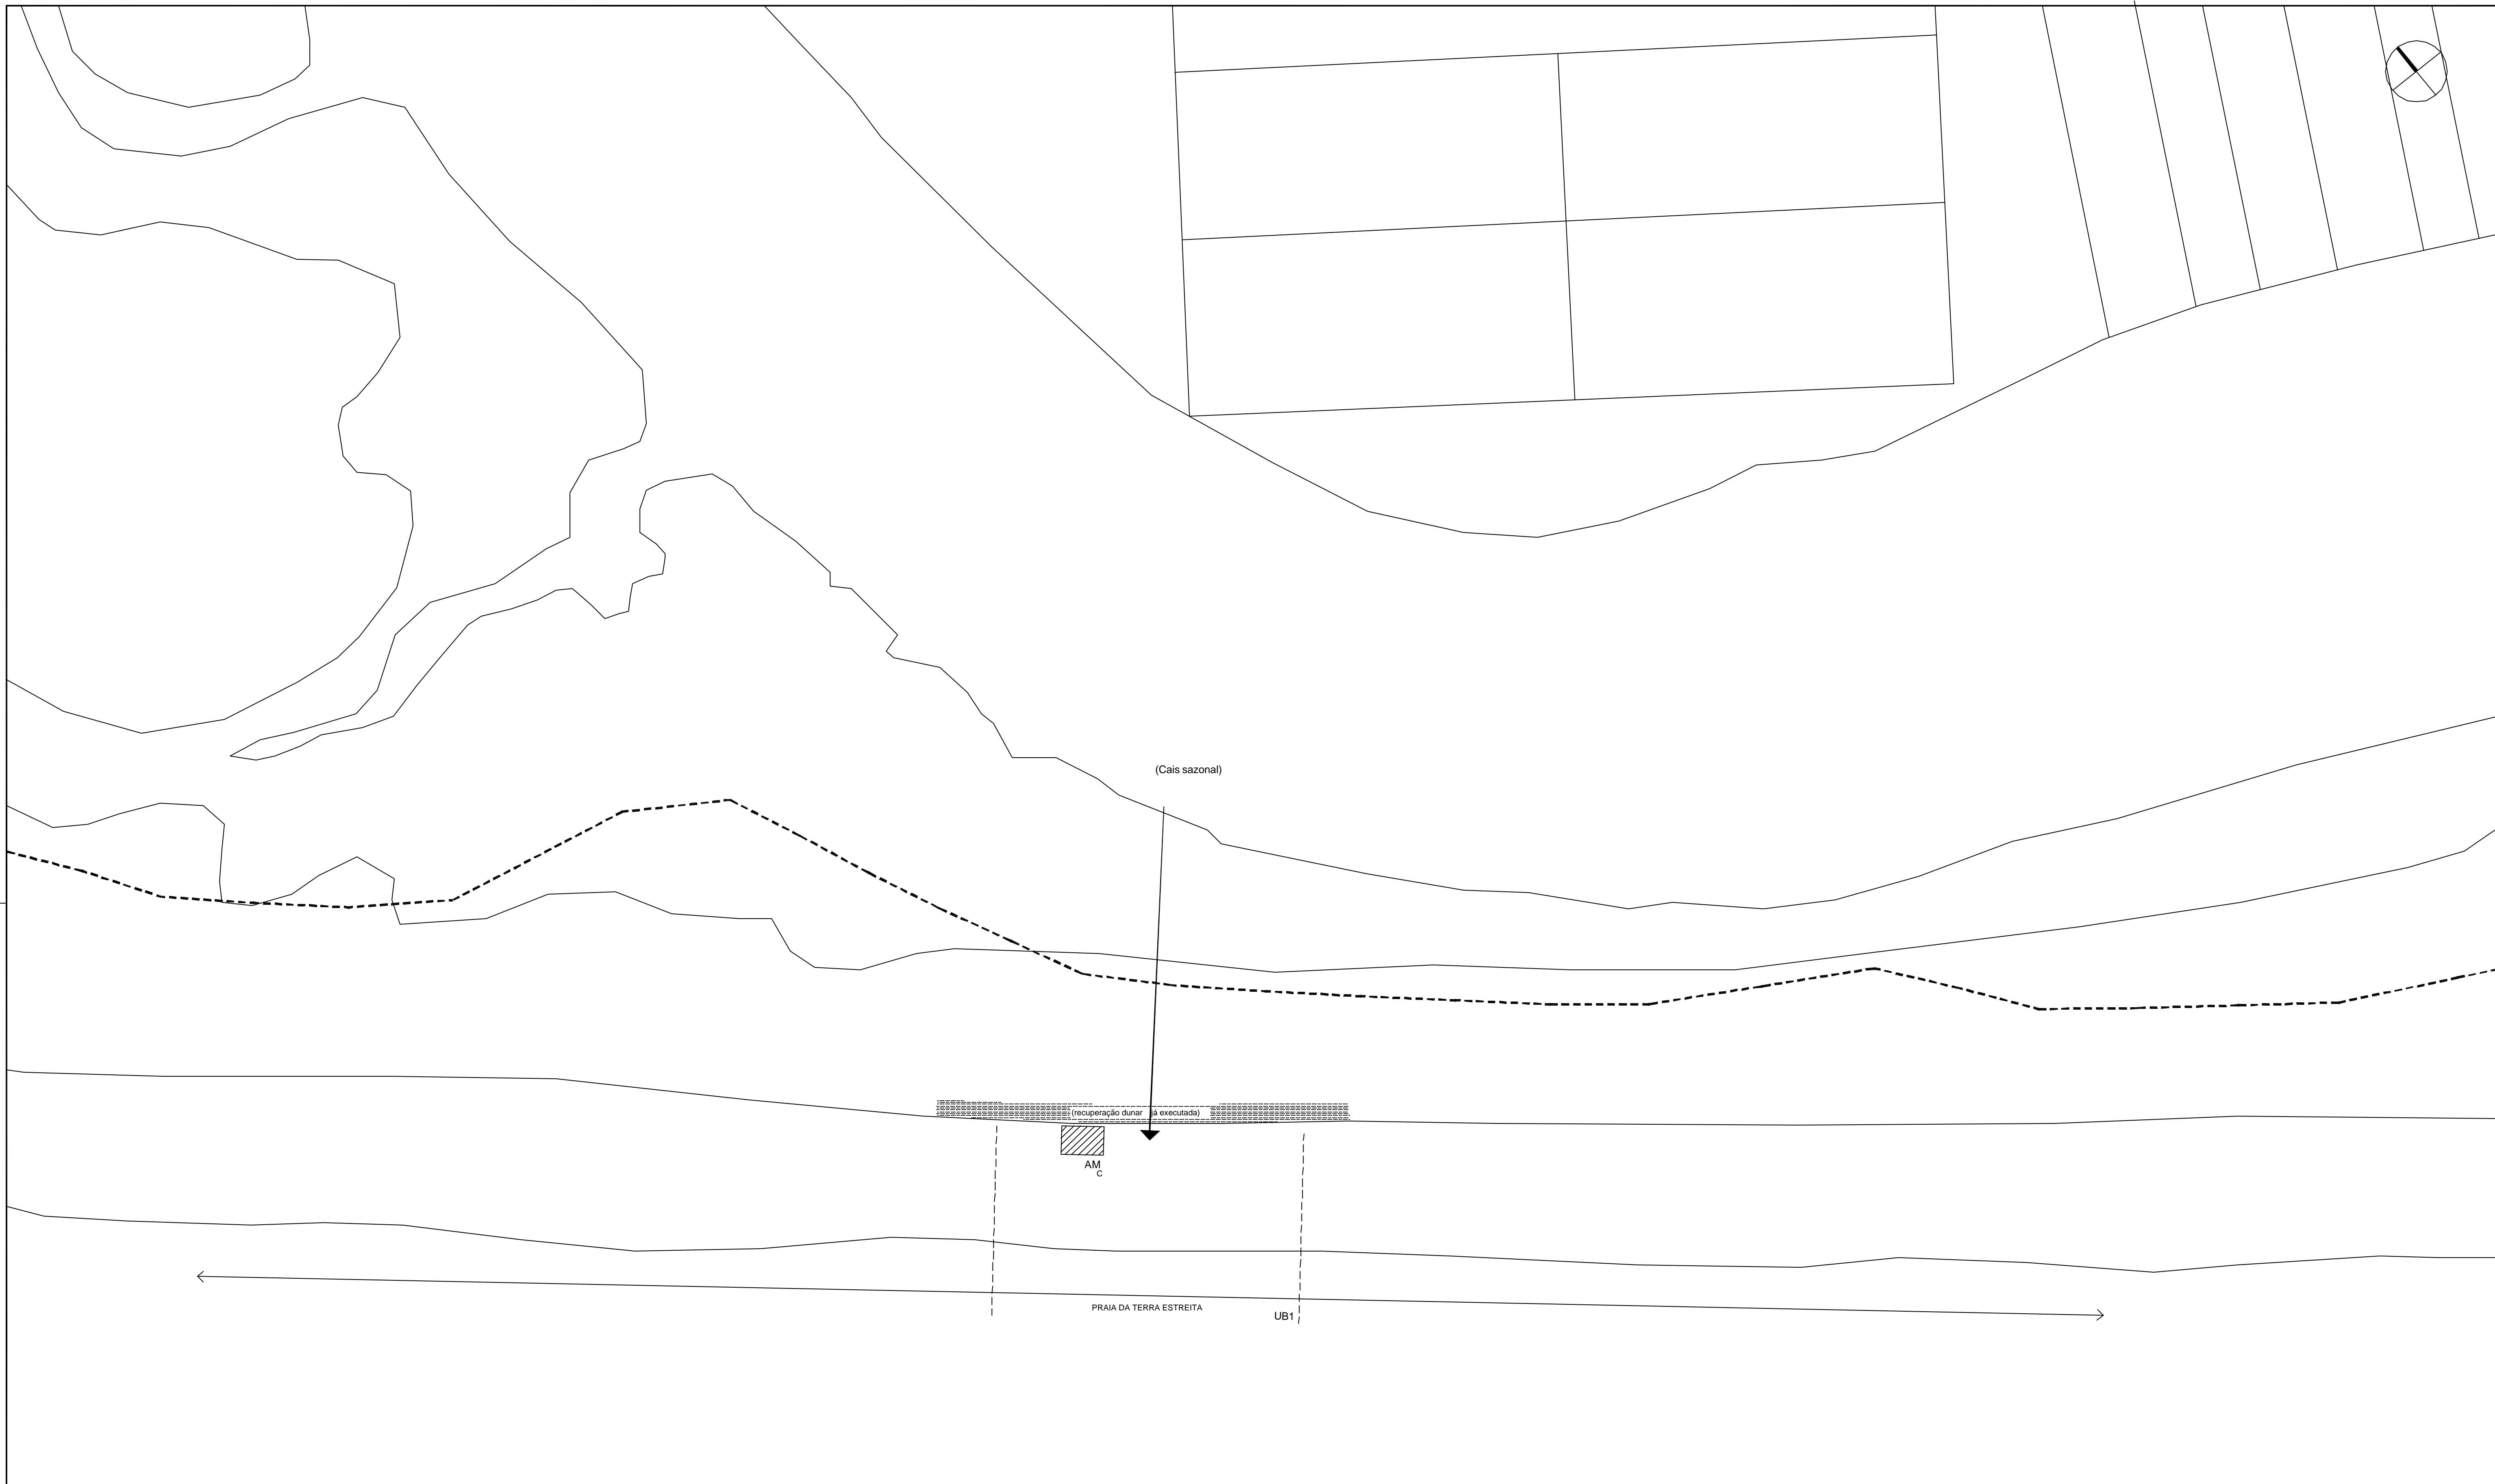 (Cais sazonal)
(recuperação dunar já executada)
AM
C
PRAIA DA TERRA ESTREITA
UB1